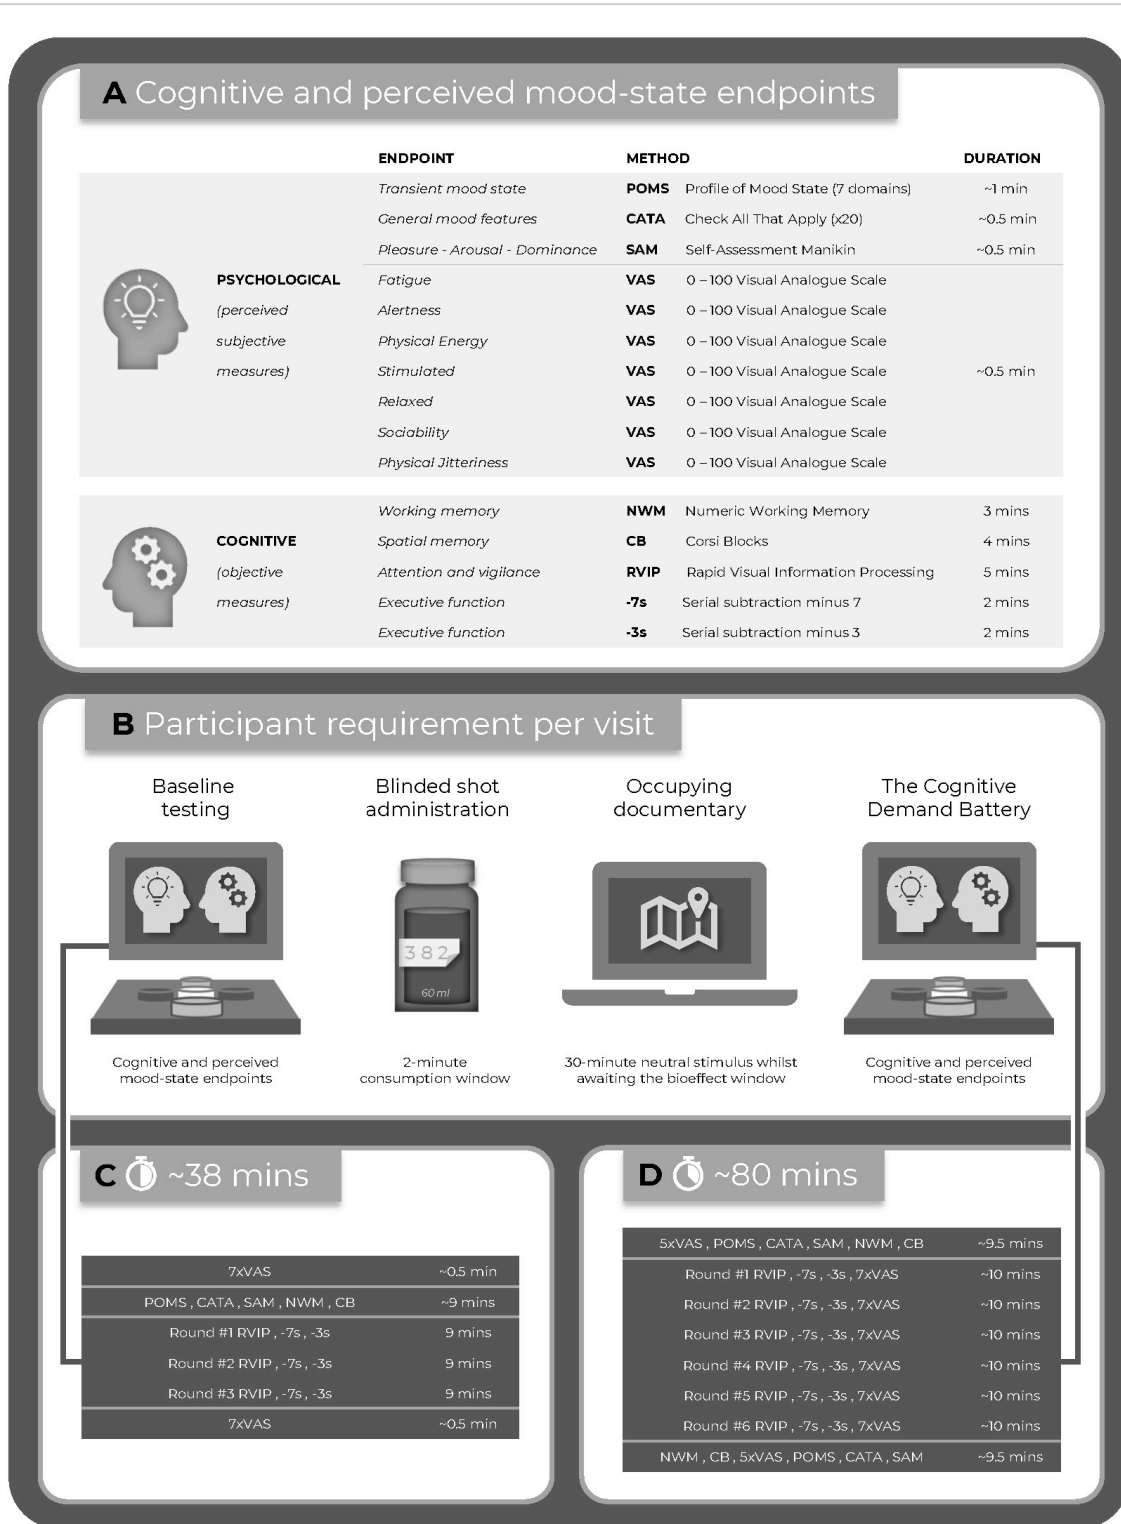 A Cognitive and perceived mood-state endpoints
ENDPOINT METHOD DURATION
Transient mood state POMS Profile of Mood State (7 domains) ~1 min
General mood features CATA Check All That Apply (x20) ~0.5 min
Pleasure - Arousal - Dominance SAM Self-Assessment Manikin ~0.5 min
PSYCHOLOGICAL Fatigue VAS 0 – 100 Visual Analogue Scale
(perceived Alertness VAS 0 – 100 Visual Analogue Scale
subjective Physical Energy VAS 0 – 100 Visual Analogue Scale
measures) Stimulated VAS 0 – 100 Visual Analogue Scale ~0.5 min
Relaxed VAS 0 – 100 Visual Analogue Scale
Sociability VAS 0 – 100 Visual Analogue Scale
Physical Jitteriness VAS 0 – 100 Visual Analogue Scale
Working memory NWM Numeric Working Memory 3 mins
COGNITIVE Spatial memory CB Corsi Blocks 4 mins
(objective Attention and vigilance RVIP Rapid Visual Information Processing 5 mins
measures) Executive function -7s Serial subtraction minus 7 2 mins
Executive function -3s Serial subtraction minus 3 2 mins
B Participant requirement per visit
Baseline
testing
Blinded shot
administration
Occupying
documentary
The Cognitive
Demand Battery
382
60 ml
Cognitive and perceived
mood-state endpoints
2-minute
consumption window
30-minute neutral stimulus whilst
awaiting the bioeffect window
Cognitive and perceived
mood-state endpoints
C ~38 mins
7xVAS ~0.5 min
POMS , CATA , SAM , NWM , CB ~9 mins
Round #1 RVIP , -7s , -3s 9 mins
Round #2 RVIP , -7s , -3s 9 mins
Round #3 RVIP , -7s , -3s 9 mins
7xVAS ~0.5 min
D ~80 mins
5xVAS , POMS , CATA , SAM , NWM , CB ~9.5 mins
Round #1 RVIP , -7s , -3s , 7xVAS ~10 mins
Round #2 RVIP , -7s , -3s , 7xVAS ~10 mins
Round #3 RVIP , -7s , -3s , 7xVAS ~10 mins
Round #4 RVIP , -7s , -3s , 7xVAS ~10 mins
Round #5 RVIP , -7s , -3s , 7xVAS ~10 mins
Round #6 RVIP , -7s , -3s , 7xVAS ~10 mins
NWM , CB , 5xVAS , POMS , CATA , SAM ~9.5 mins